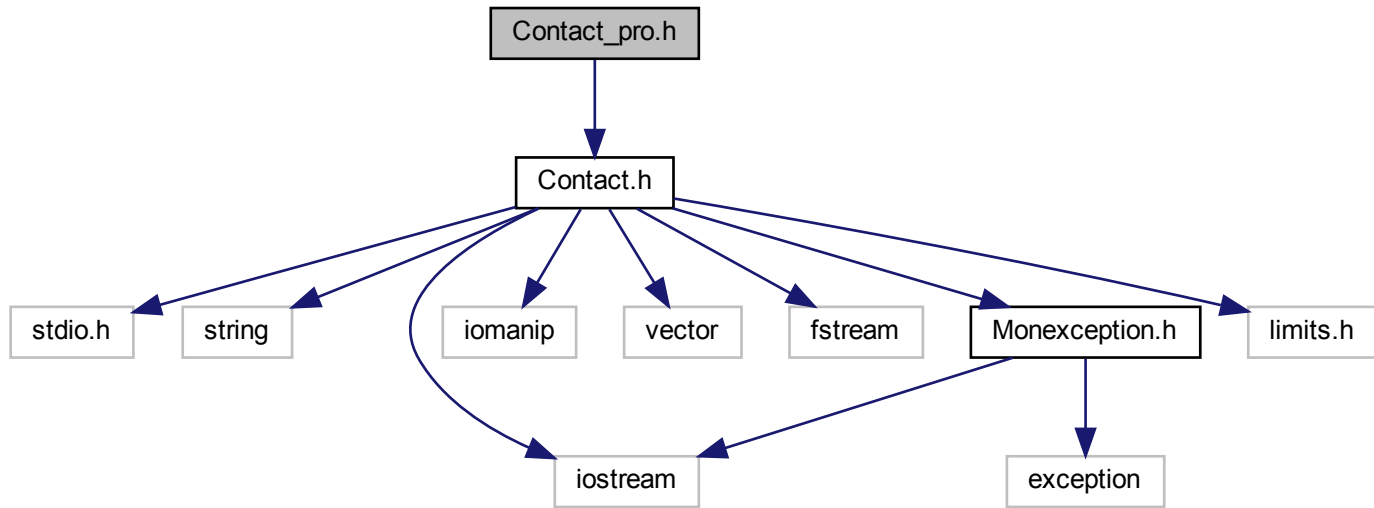 Contact_pro.h
Contact.h
stdio.h
string
iomanip
vector
fstream
Monexception.h
limits.h
iostream
exception